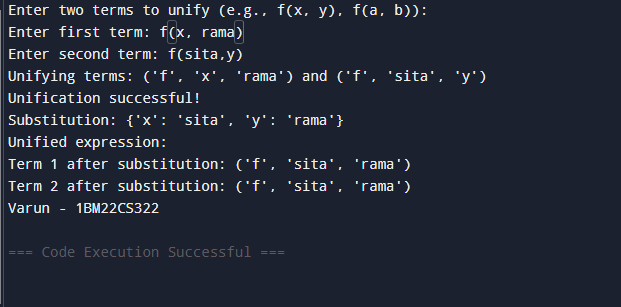 Enter two terms to unify (e.g., f(x, y), f(a, b)):
Enter first term: f(x, rama)
Enter second term: f(sita,y)
Unifying terms: ('f', 'x', 'rama') and ('f', 'sita', 'y')
Unification successful!
Substitution: {'x': 'sita', 'y': 'rama'}
Unified expression:
Term 1 after substitution: ('f', 'sita', 'rama')
Term 2 after substitution: ('f', 'sita', 'rama')
Varun - 1BM22CS322
=== Code Execution Successful ===